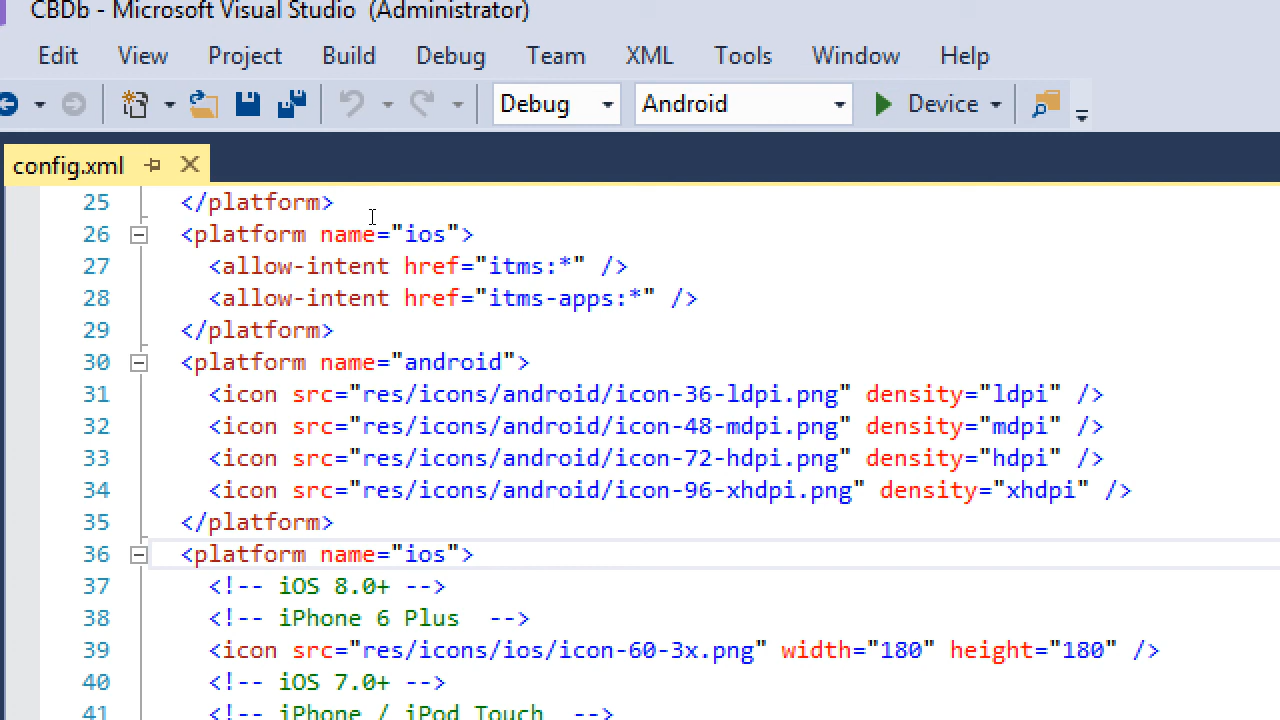 CBDb - Microsoft Visual Studio (Administrator)
Edit View Project Build Debug Team XML Tools Window Help
Debug Android Device
config.xml
25 </platform>
26 <platform name="ios">
27 <allow-intent href="itms:*" />
28 <allow-intent href="itms-apps:*" />
29 </platform>
30 <platform name="android">
31 <icon src="res/icons/android/icon-36-ldpi.png" density="ldpi" />
32 <icon src="res/icons/android/icon-48-mdpi.png" density="mdpi" />
33 <icon src="res/icons/android/icon-72-hdpi.png" density="hdpi" />
34 <icon src="res/icons/android/icon-96-xhdpi.png" density="xhdpi" />
35 </platform>
36 <platform name="ios">
37 <!-- iOS 8.0+ -->
38 <!-- iPhone 6 Plus  -->
39 <icon src="res/icons/ios/icon-60-3x.png" width="180" height="180" />
40 <!-- iOS 7.0+ -->
41 <!-- iPhone / iPod Touch  -->